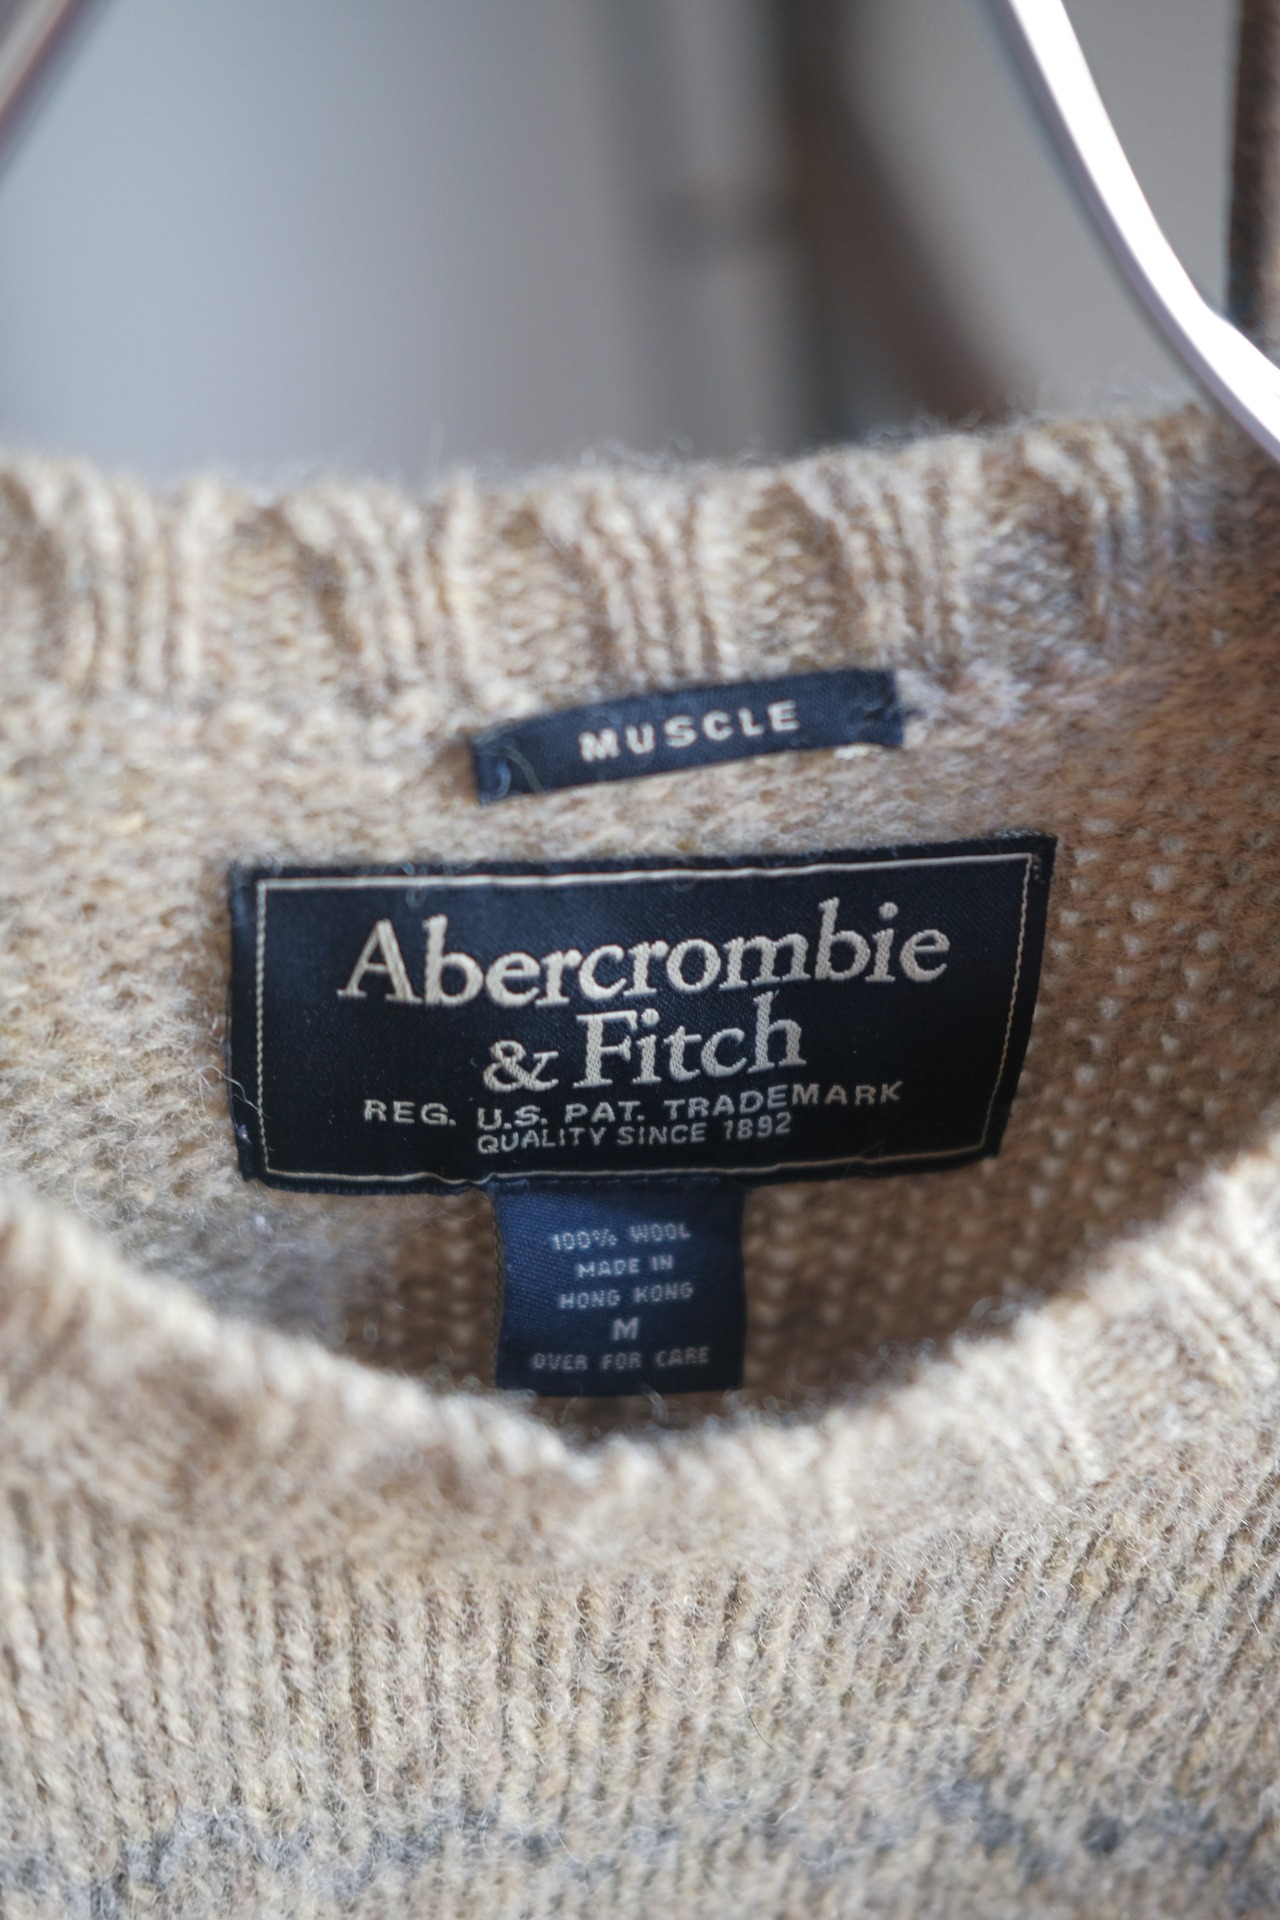 MUSCLE
Abercrombie
& Fitch
REG. U.S. PAT. TRADEMARK
QUALITY SINCE 1892
100% WOOL
MADE IN
HONG KONG
M
OVER FOR CARE